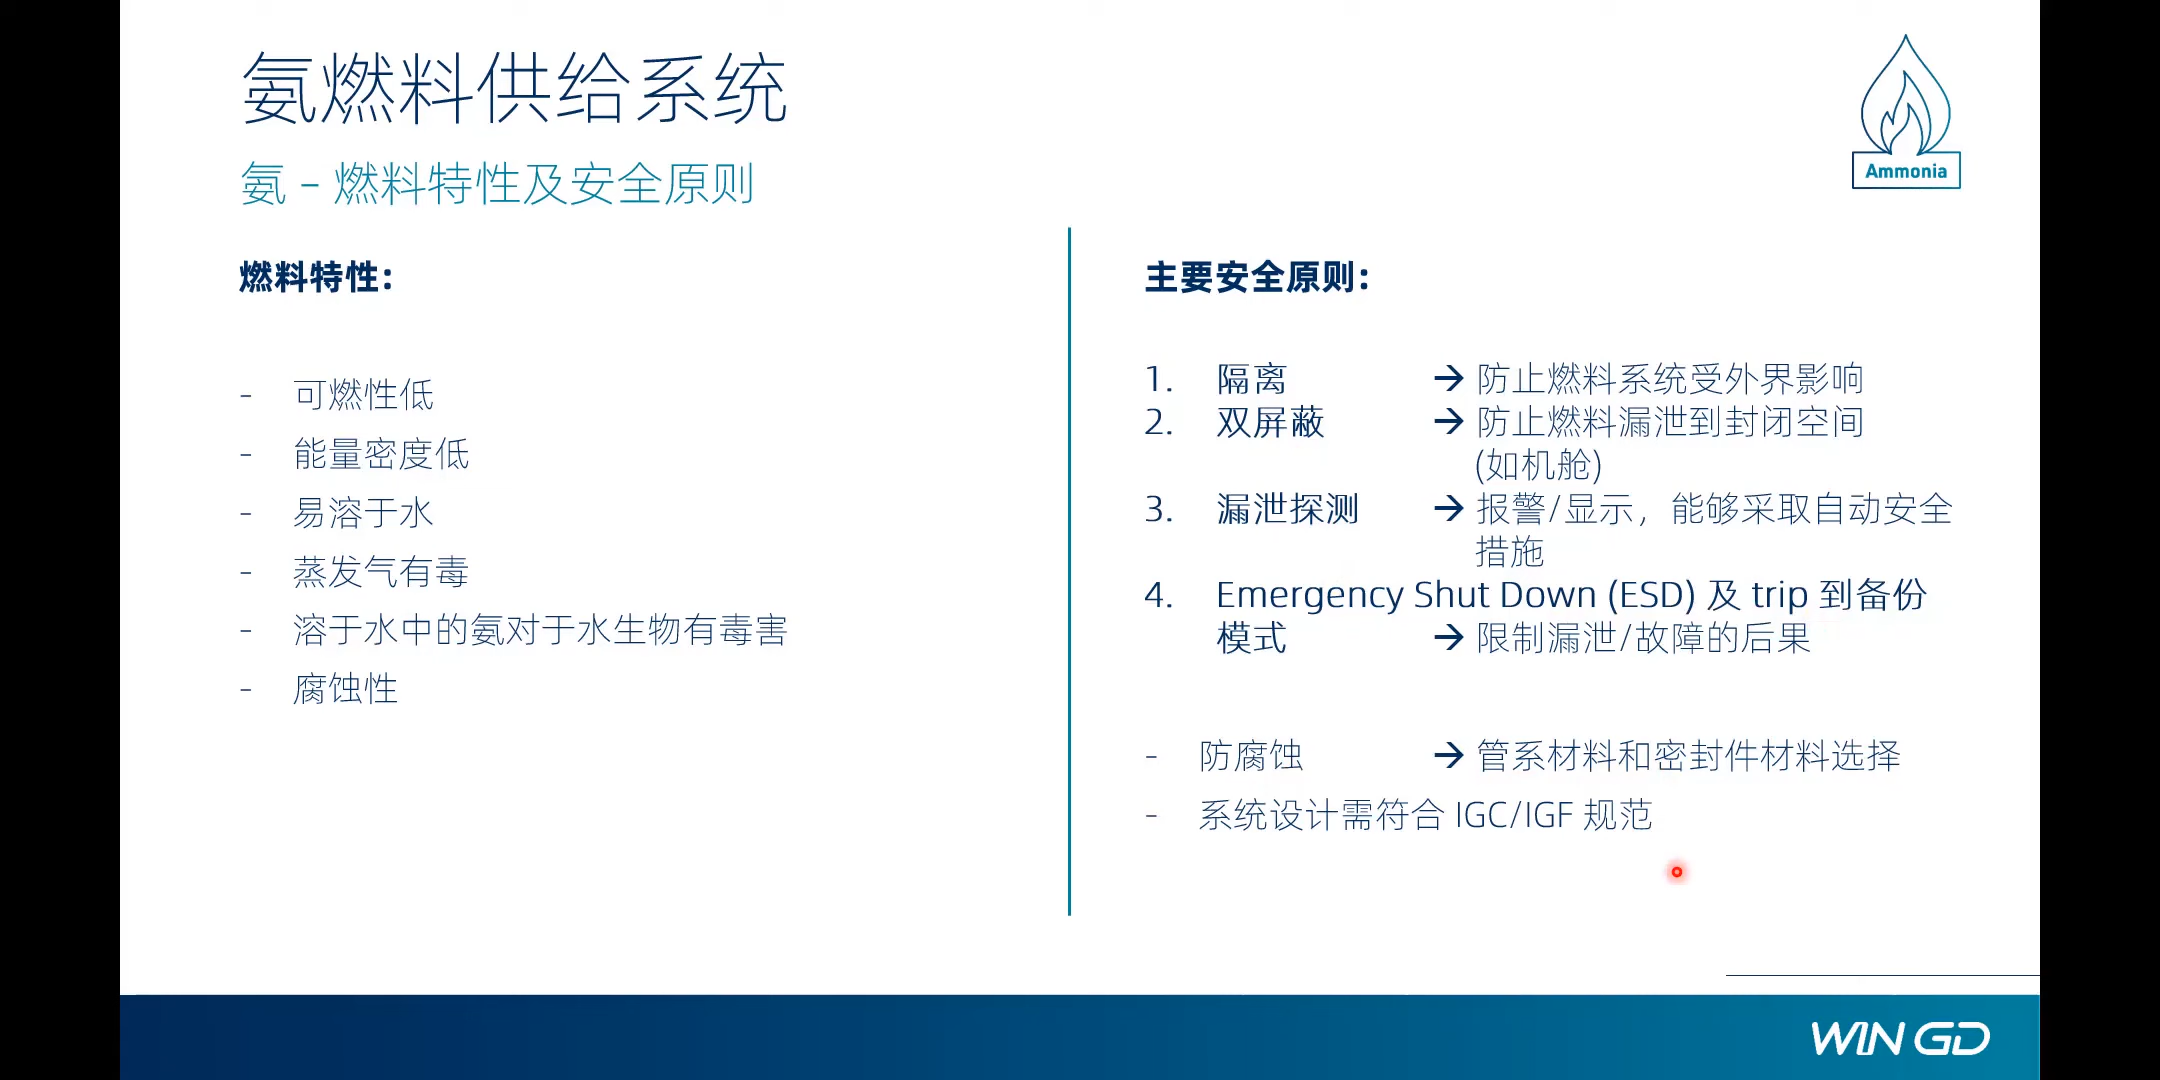 氨燃料供给系统
氨 – 燃料特性及安全原则
Ammonia
燃料特性:
- 可燃性低
- 能量密度低
- 易溶于水
- 蒸发气有毒
- 溶于水中的氨对于水生物有毒害
- 腐蚀性
主要安全原则:
1. 隔离 → 防止燃料系统受外界影响
2. 双屏蔽 → 防止燃料漏泄到封闭空间
(如机舱)
3. 漏泄探测 → 报警/显示，能够采取自动安全
措施
4. Emergency Shut Down (ESD) 及 trip 到备份
模式 → 限制漏泄/故障的后果
- 防腐蚀 → 管系材料和密封件材料选择
- 系统设计需符合 IGC/IGF 规范
WIN GD